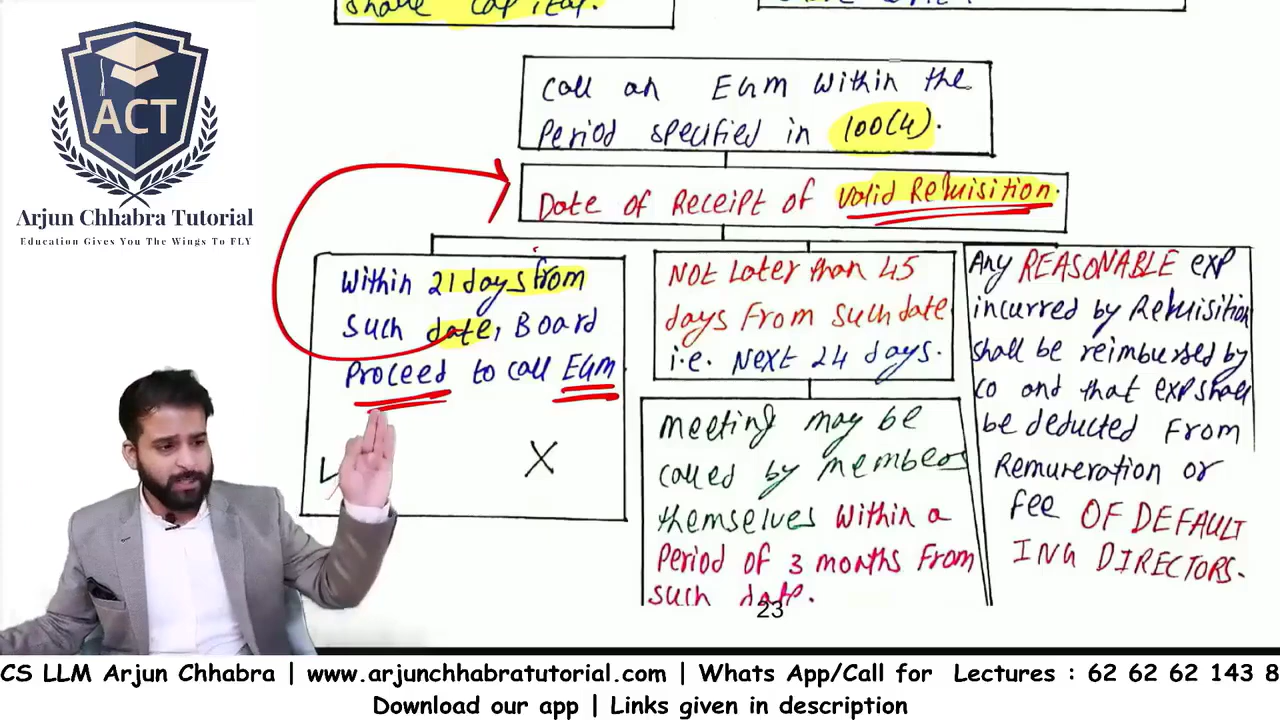 Share Capital.
ACT
Arjun Chhabra Tutorial
Education Gives You The Wings To FLY
Call an EGM Within the
Period specified in 100(4).
Date of Receipt of Valid Requisition.
Within 21 days from
Such date, Board
Proceed to call EGM
X
NOT Later than 45
days From Such date
i.e. Next 24 days.
Meeting may be
called by members
themselves Within a
Period of 3 months From
such date.
Any REASONABLE exp
incurred by Requisition
shall be reimbursed by
co and that exp shall
be deducted From
Remuneration or
Fee OF DEFAULT
ING DIRECTORS.
23
CS LLM Arjun Chhabra | www.arjunchhabratutorial.com | Whats App/Call for Lectures : 62 62 62 143 8
Download our app | Links given in description